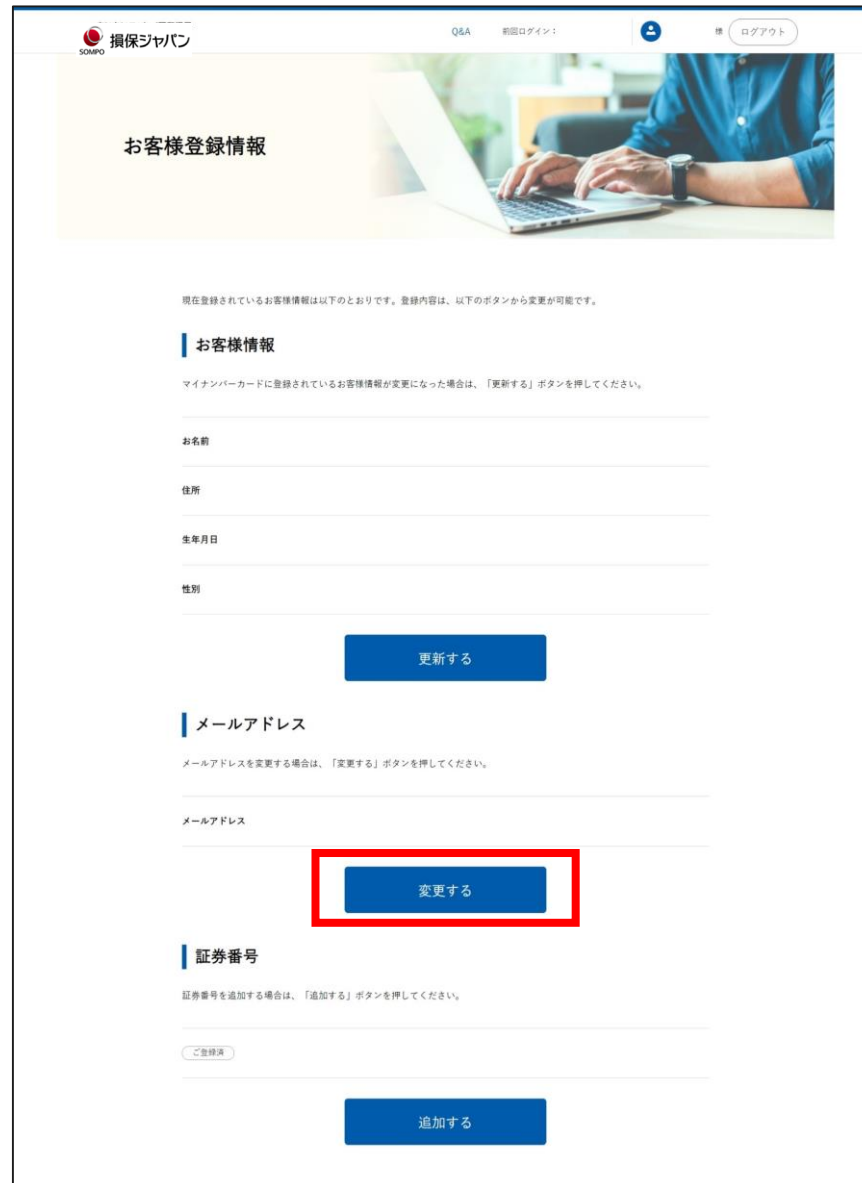 SOMPO 損保ジャパン
Q&A 前回ログイン： 様 ログアウト
お客様登録情報
現在登録されているお客様情報は以下のとおりです。登録内容は、以下のボタンから変更が可能です。
お客様情報
マイナンバーカードに登録されているお客様情報が変更になった場合は、「更新する」ボタンを押してください。
お名前
住所
生年月日
性別
更新する
メールアドレス
メールアドレスを変更する場合は、「変更する」ボタンを押してください。
メールアドレス
変更する
証券番号
証券番号を追加する場合は、「追加する」ボタンを押してください。
ご登録済
追加する